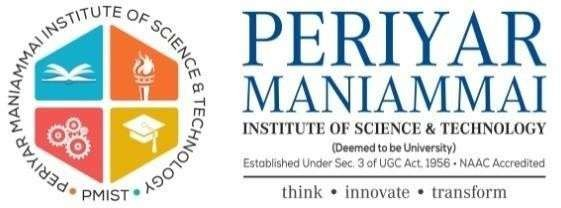 PERIYAR MANIAMMAI INSTITUTE OF SCIENCE & TECHNOLOGY
• PMIST •
PERIYAR
MANIAMMAI
INSTITUTE OF SCIENCE & TECHNOLOGY
(Deemed to be University)
Established Under Sec. 3 of UGC Act, 1956 • NAAC Accredited
think • innovate • transform